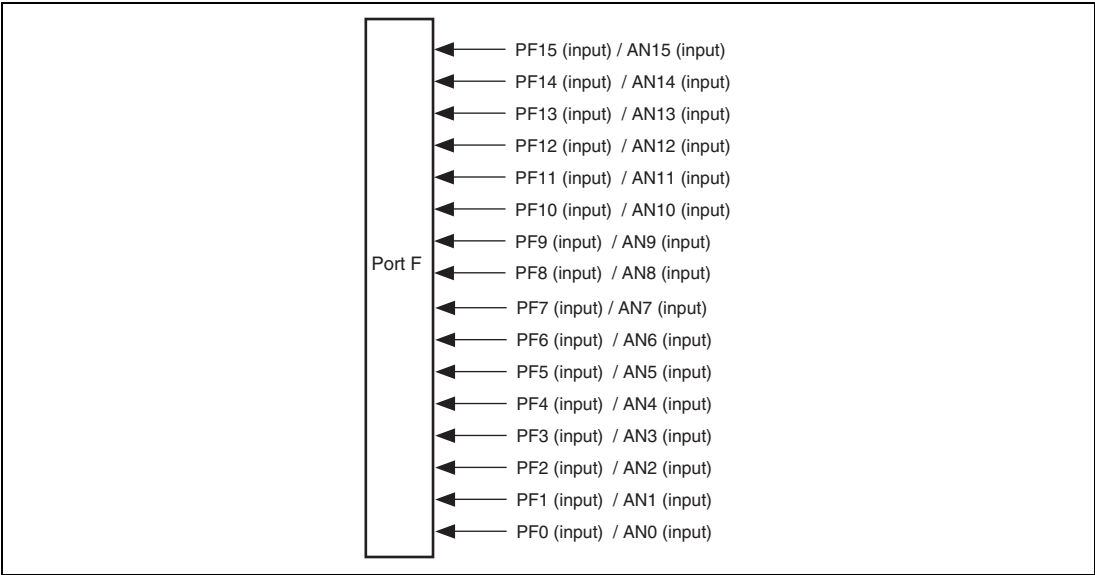 PF15 (input) / AN15 (input)
PF14 (input) / AN14 (input)
PF13 (input) / AN13 (input)
PF12 (input) / AN12 (input)
PF11 (input) / AN11 (input)
PF10 (input) / AN10 (input)
PF9 (input) / AN9 (input)
Port F
PF8 (input) / AN8 (input)
PF7 (input) / AN7 (input)
PF6 (input) / AN6 (input)
PF5 (input) / AN5 (input)
PF4 (input) / AN4 (input)
PF3 (input) / AN3 (input)
PF2 (input) / AN2 (input)
PF1 (input) / AN1 (input)
PF0 (input) / AN0 (input)